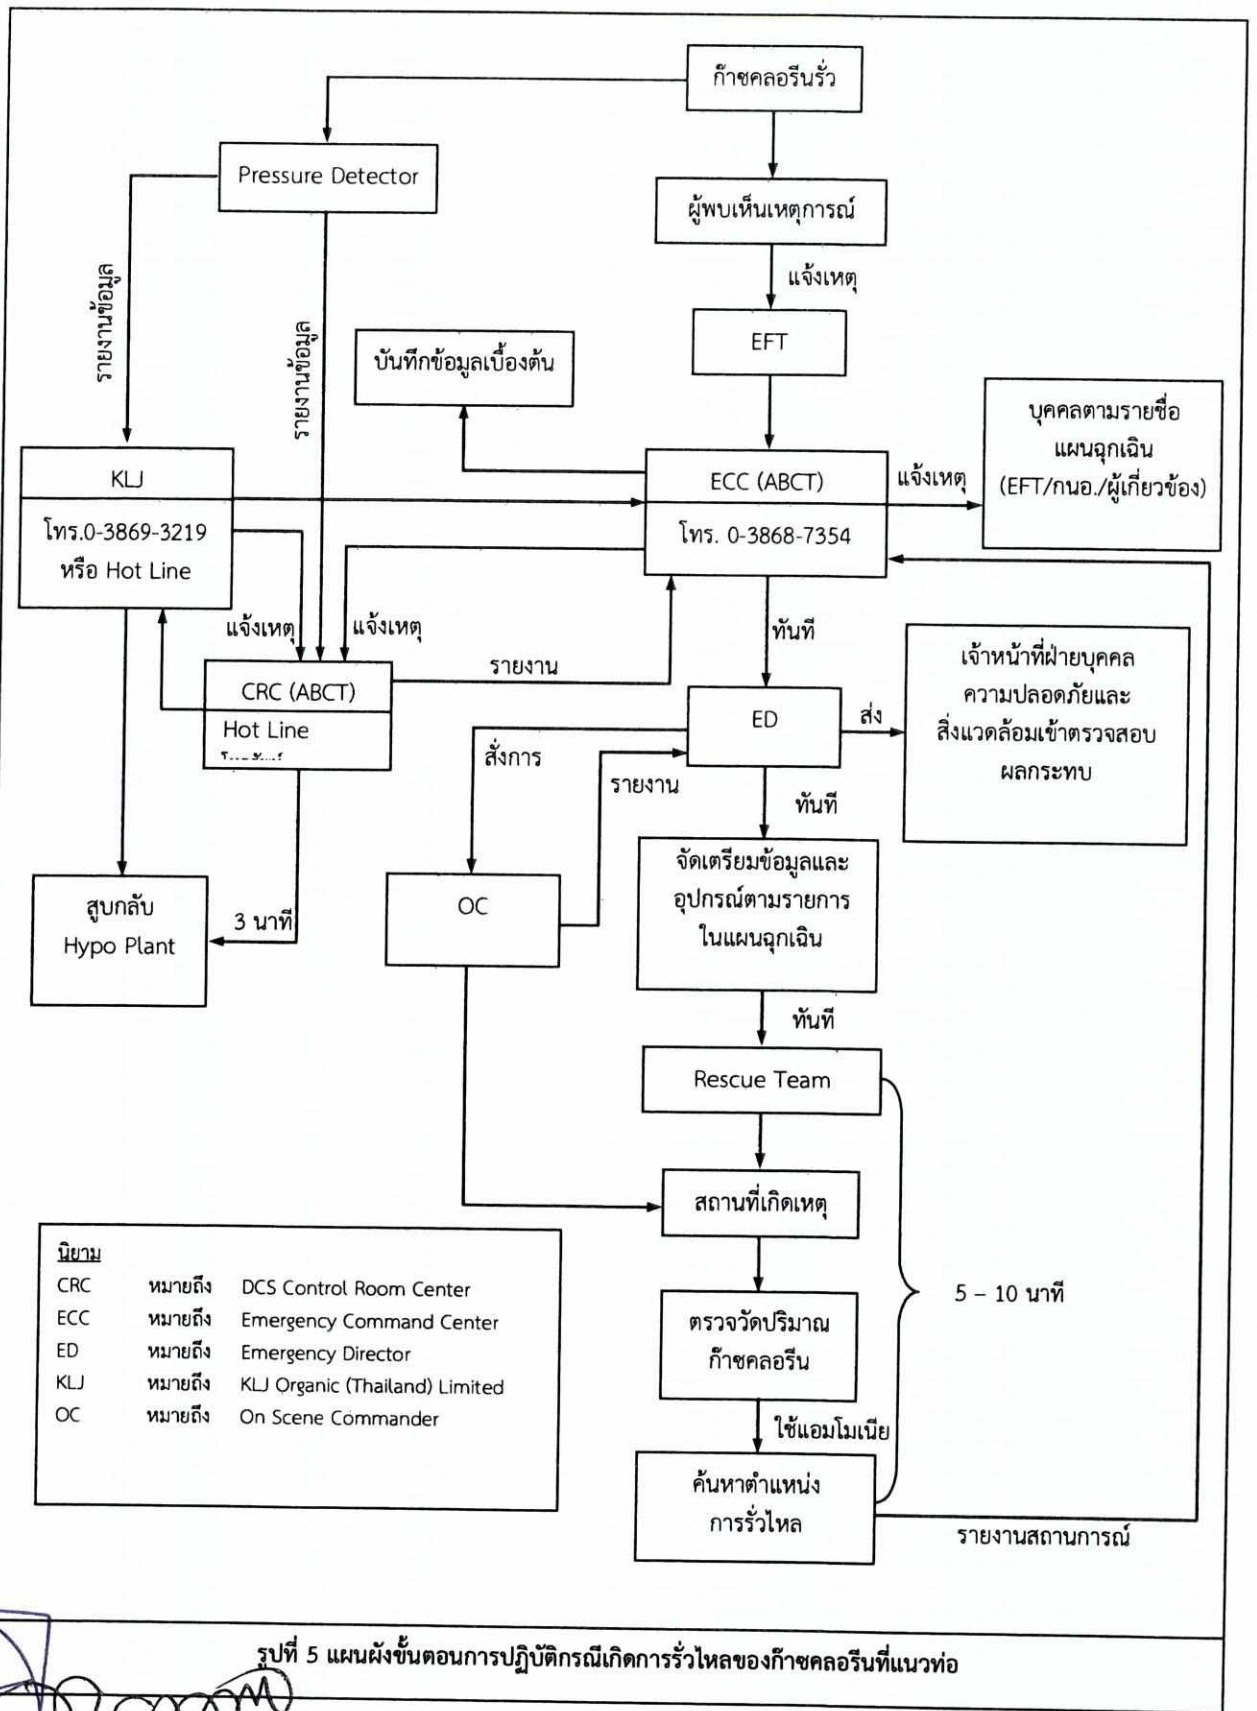 ก๊าซคลอรีนรั่ว
Pressure Detector
ผู้พบเห็นเหตุการณ์
แจ้งเหตุ
รายงานข้อมูล
รายงานข้อมูล
EFT
บันทึกข้อมูลเบื้องต้น
บุคคลตามรายชื่อ
แผนฉุกเฉิน
(EFT/กนอ./ผู้เกี่ยวข้อง)
KLJ
โทร.0-3869-3219
หรือ Hot Line
ECC (ABCT)
โทร. 0-3868-7354
แจ้งเหตุ
แจ้งเหตุ
แจ้งเหตุ
ทันที
รายงาน
CRC (ABCT)
Hot Line
ED
ส่ง
เจ้าหน้าที่ฝ่ายบุคคล
ความปลอดภัยและ
สิ่งแวดล้อมเข้าตรวจสอบ
ผลกระทบ
สั่งการ
รายงาน
ทันที
สูบกลับ
Hypo Plant
3 นาที
OC
จัดเตรียมข้อมูลและ
อุปกรณ์ตามรายการ
ในแผนฉุกเฉิน
ทันที
Rescue Team
สถานที่เกิดเหตุ
5 – 10 นาที
ตรวจวัดปริมาณ
ก๊าซคลอรีน
ใช้แอมโมเนีย
ค้นหาตำแหน่ง
การรั่วไหล
รายงานสถานการณ์
นิยาม
CRC หมายถึง DCS Control Room Center
ECC หมายถึง Emergency Command Center
ED หมายถึง Emergency Director
KLJ หมายถึง KLJ Organic (Thailand) Limited
OC หมายถึง On Scene Commander
รูปที่ 5 แผนผังขั้นตอนการปฏิบัติกรณีเกิดการรั่วไหลของก๊าซคลอรีนที่แนวท่อ